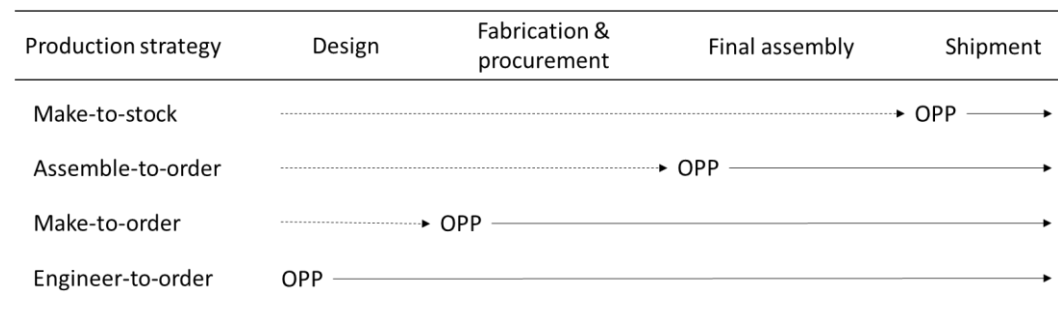 Production strategy Design Fabrication & procurement Final assembly Shipment
Make-to-stock OPP
Assemble-to-order OPP
Make-to-order OPP
Engineer-to-order OPP